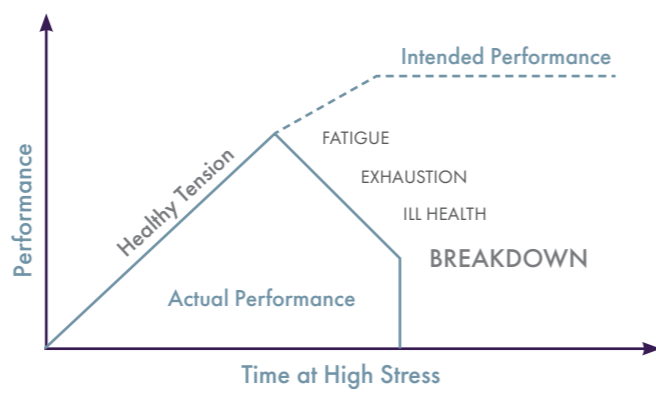 Intended Performance
FATIGUE
Healthy Tension
EXHAUSTION
ILL HEALTH
Performance
BREAKDOWN
Actual Performance
Time at High Stress